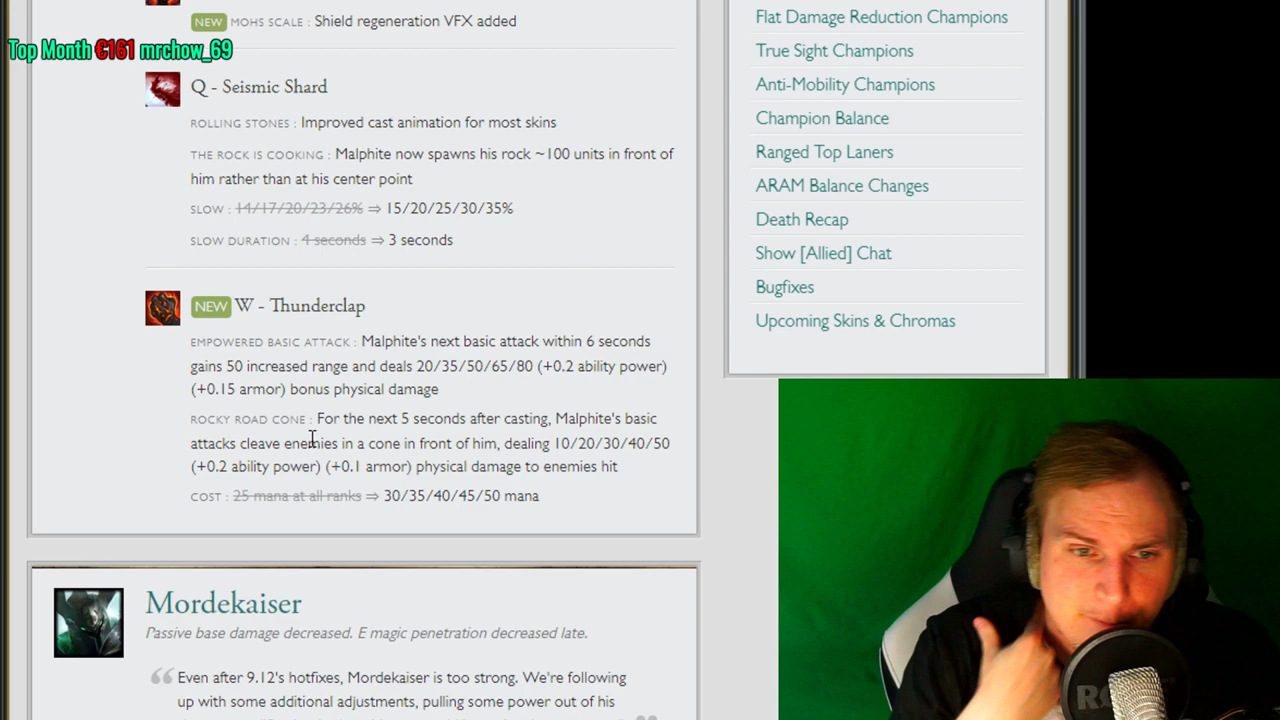 NEW MOHS SCALE : Shield regeneration VFX added
Top Month €161 mrchow_69
Q - Seismic Shard
ROLLING STONES : Improved cast animation for most skins
THE ROCK IS COOKING : Malphite now spawns his rock ~100 units in front of
him rather than at his center point
SLOW : 14/17/20/23/26% ⇒ 15/20/25/30/35%
SLOW DURATION : 4 seconds ⇒ 3 seconds
NEW W - Thunderclap
EMPOWERED BASIC ATTACK : Malphite's next basic attack within 6 seconds
gains 50 increased range and deals 20/35/50/65/80 (+0.2 ability power)
(+0.15 armor) bonus physical damage
ROCKY ROAD CONE : For the next 5 seconds after casting, Malphite's basic
attacks cleave enemies in a cone in front of him, dealing 10/20/30/40/50
(+0.2 ability power) (+0.1 armor) physical damage to enemies hit
COST : 25 mana at all ranks ⇒ 30/35/40/45/50 mana
Mordekaiser
Passive base damage decreased. E magic penetration decreased late.
Even after 9.12's hotfixes, Mordekaiser is too strong. We're following
up with some additional adjustments, pulling some power out of his
Flat Damage Reduction Champions
True Sight Champions
Anti-Mobility Champions
Champion Balance
Ranged Top Laners
ARAM Balance Changes
Death Recap
Show [Allied] Chat
Bugfixes
Upcoming Skins & Chromas